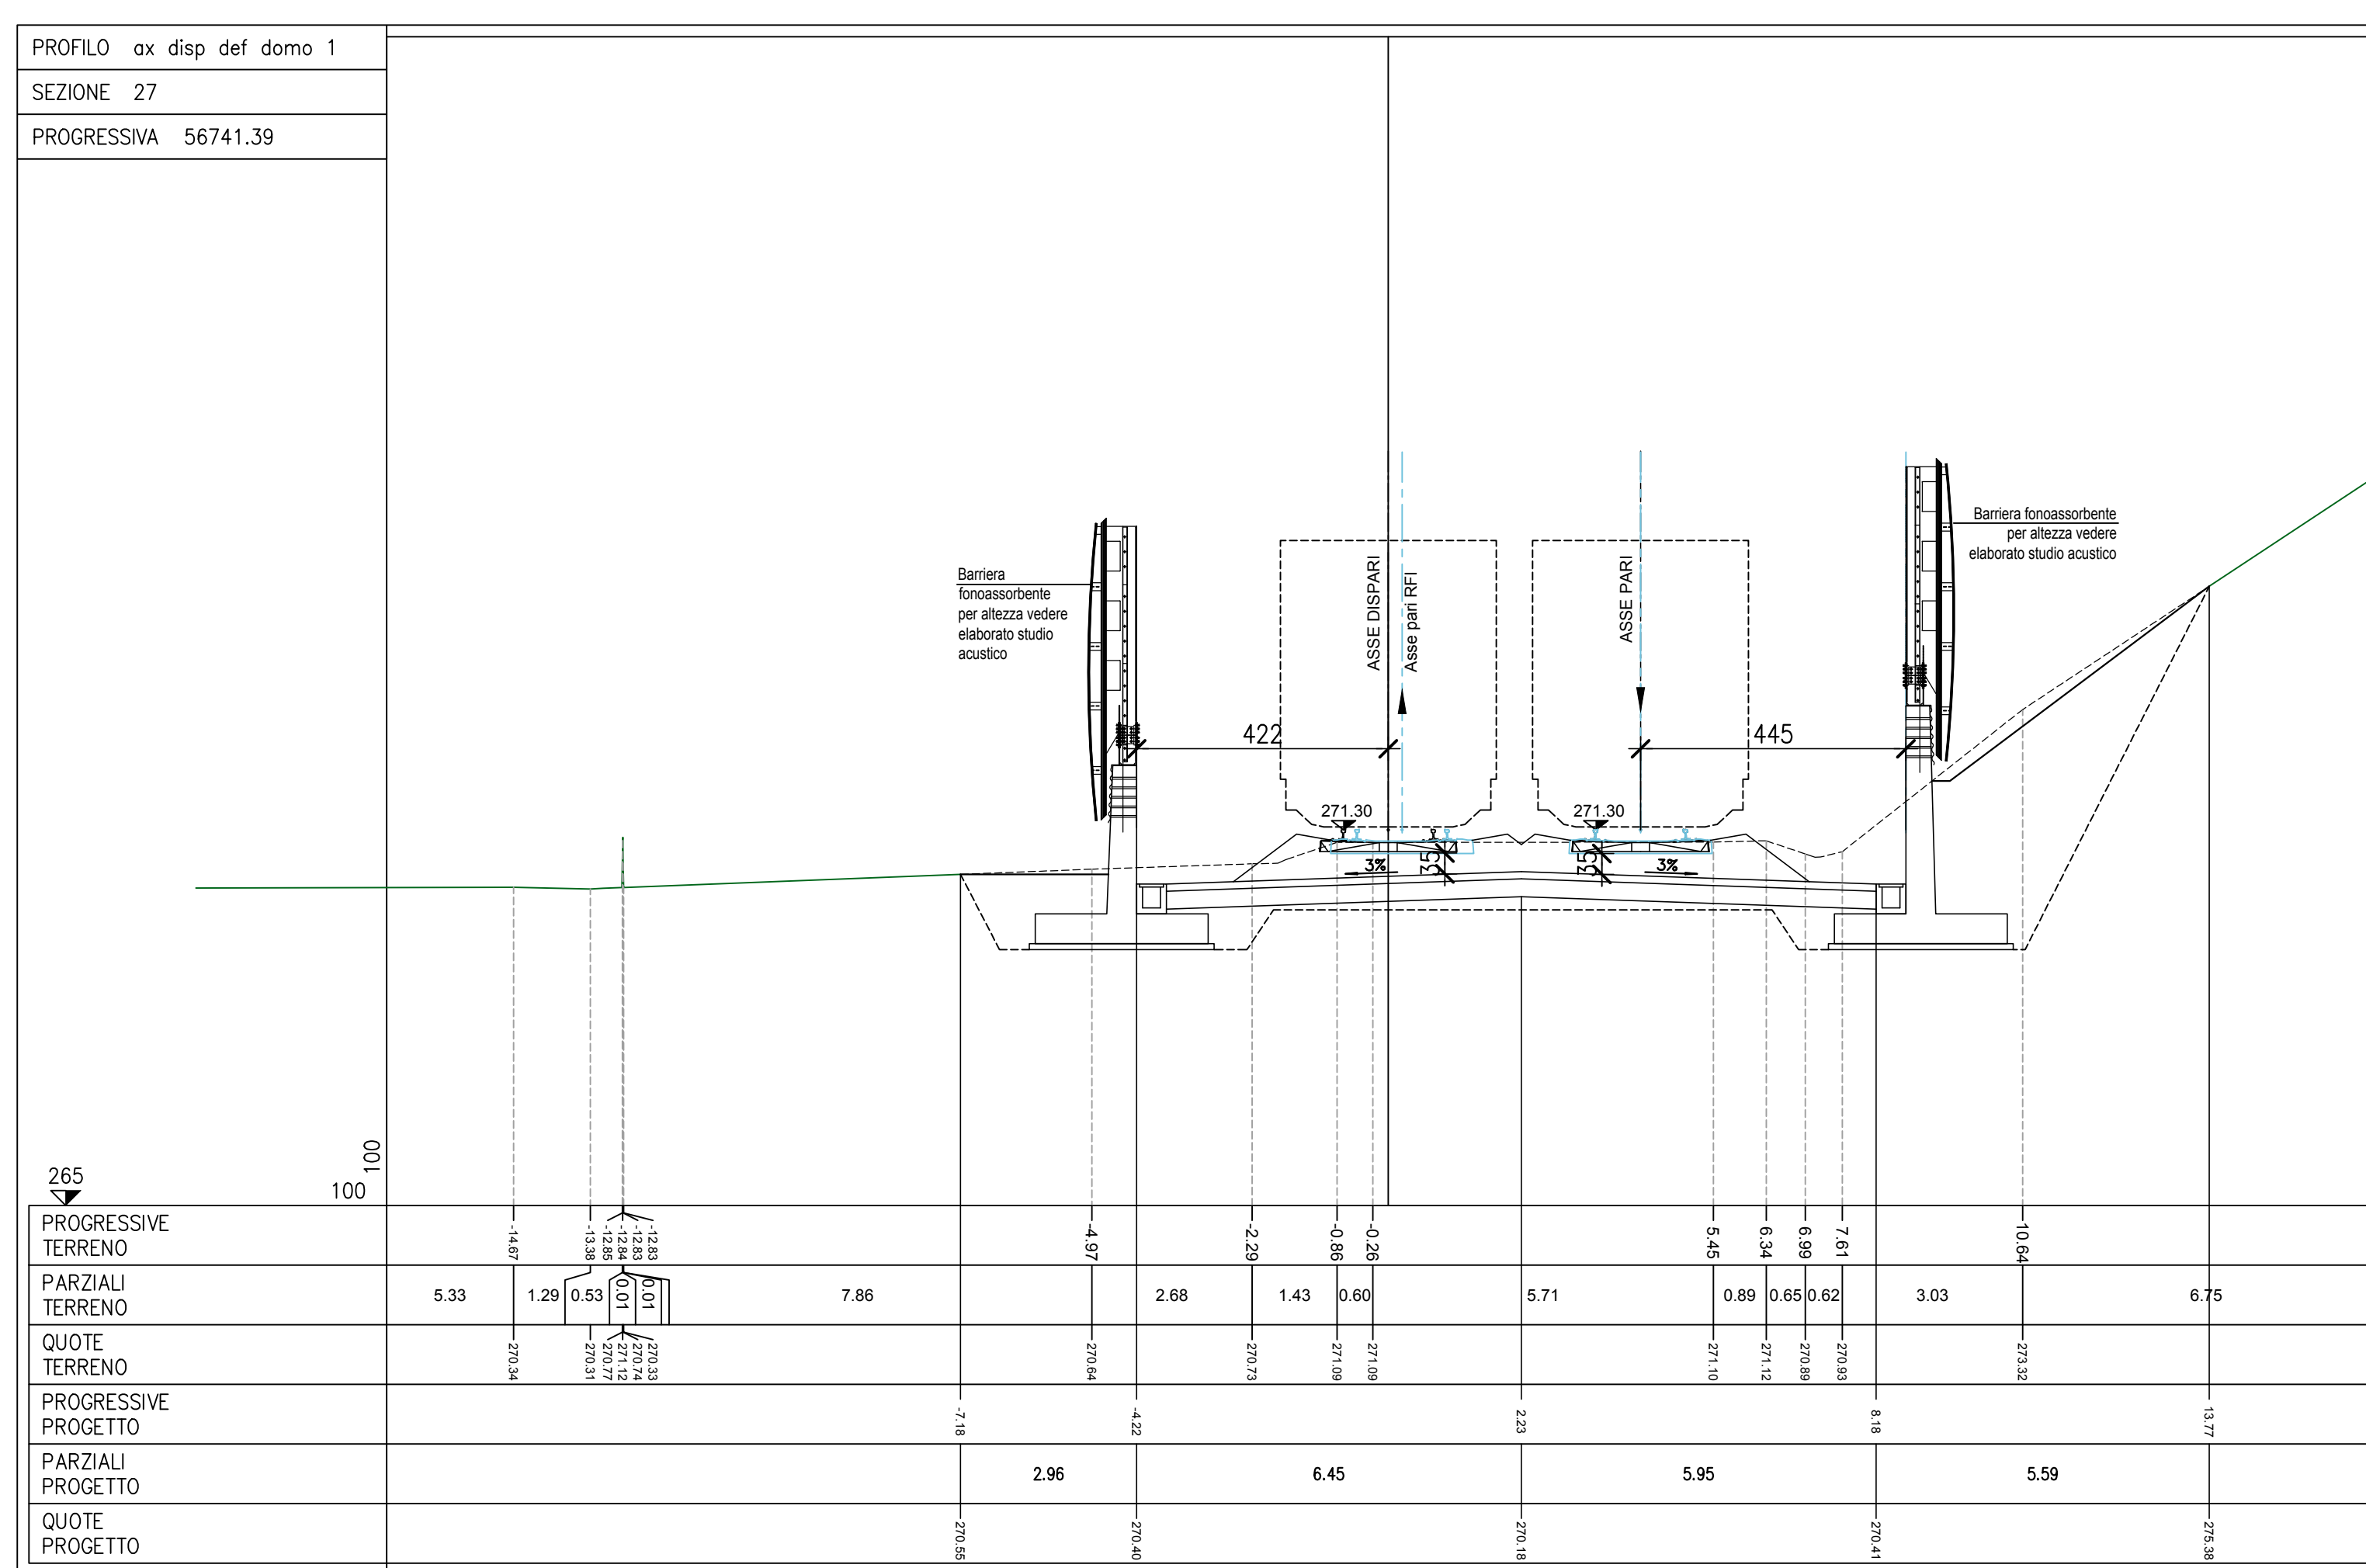 PROFILO ax disp def domo 1
SEZIONE 27
PROGRESSIVA 56741.39
Barriera
fonoassorbente
per altezza vedere
elaborato studio
acustico
Barriera fonoassorbente
per altezza vedere
elaborato studio acustico
ASSE DISPARI
Asse pari RFI
ASSE PARI
422
445
271.30
271.30
3%
35
35
3%
265
100
100
PROGRESSIVE
TERRENO
-14.67
-13.38
-12.85
-12.84
-12.83
-12.83
-4.97
-2.29
-0.86
-0.26
5.45
6.34
6.99
7.61
10.64
PARZIALI
TERRENO
5.33
1.29
0.53
0.01
0.01
7.86
2.68
1.43
0.60
5.71
0.89
0.65
0.62
3.03
6.75
QUOTE
TERRENO
270.34
270.31
270.77
271.12
270.74
270.33
270.64
270.73
271.09
271.09
271.10
271.12
270.89
270.93
273.32
PROGRESSIVE
PROGETTO
-7.18
-4.22
2.23
8.18
13.77
PARZIALI
PROGETTO
2.96
6.45
5.95
5.59
QUOTE
PROGETTO
270.55
270.40
270.18
270.41
275.38